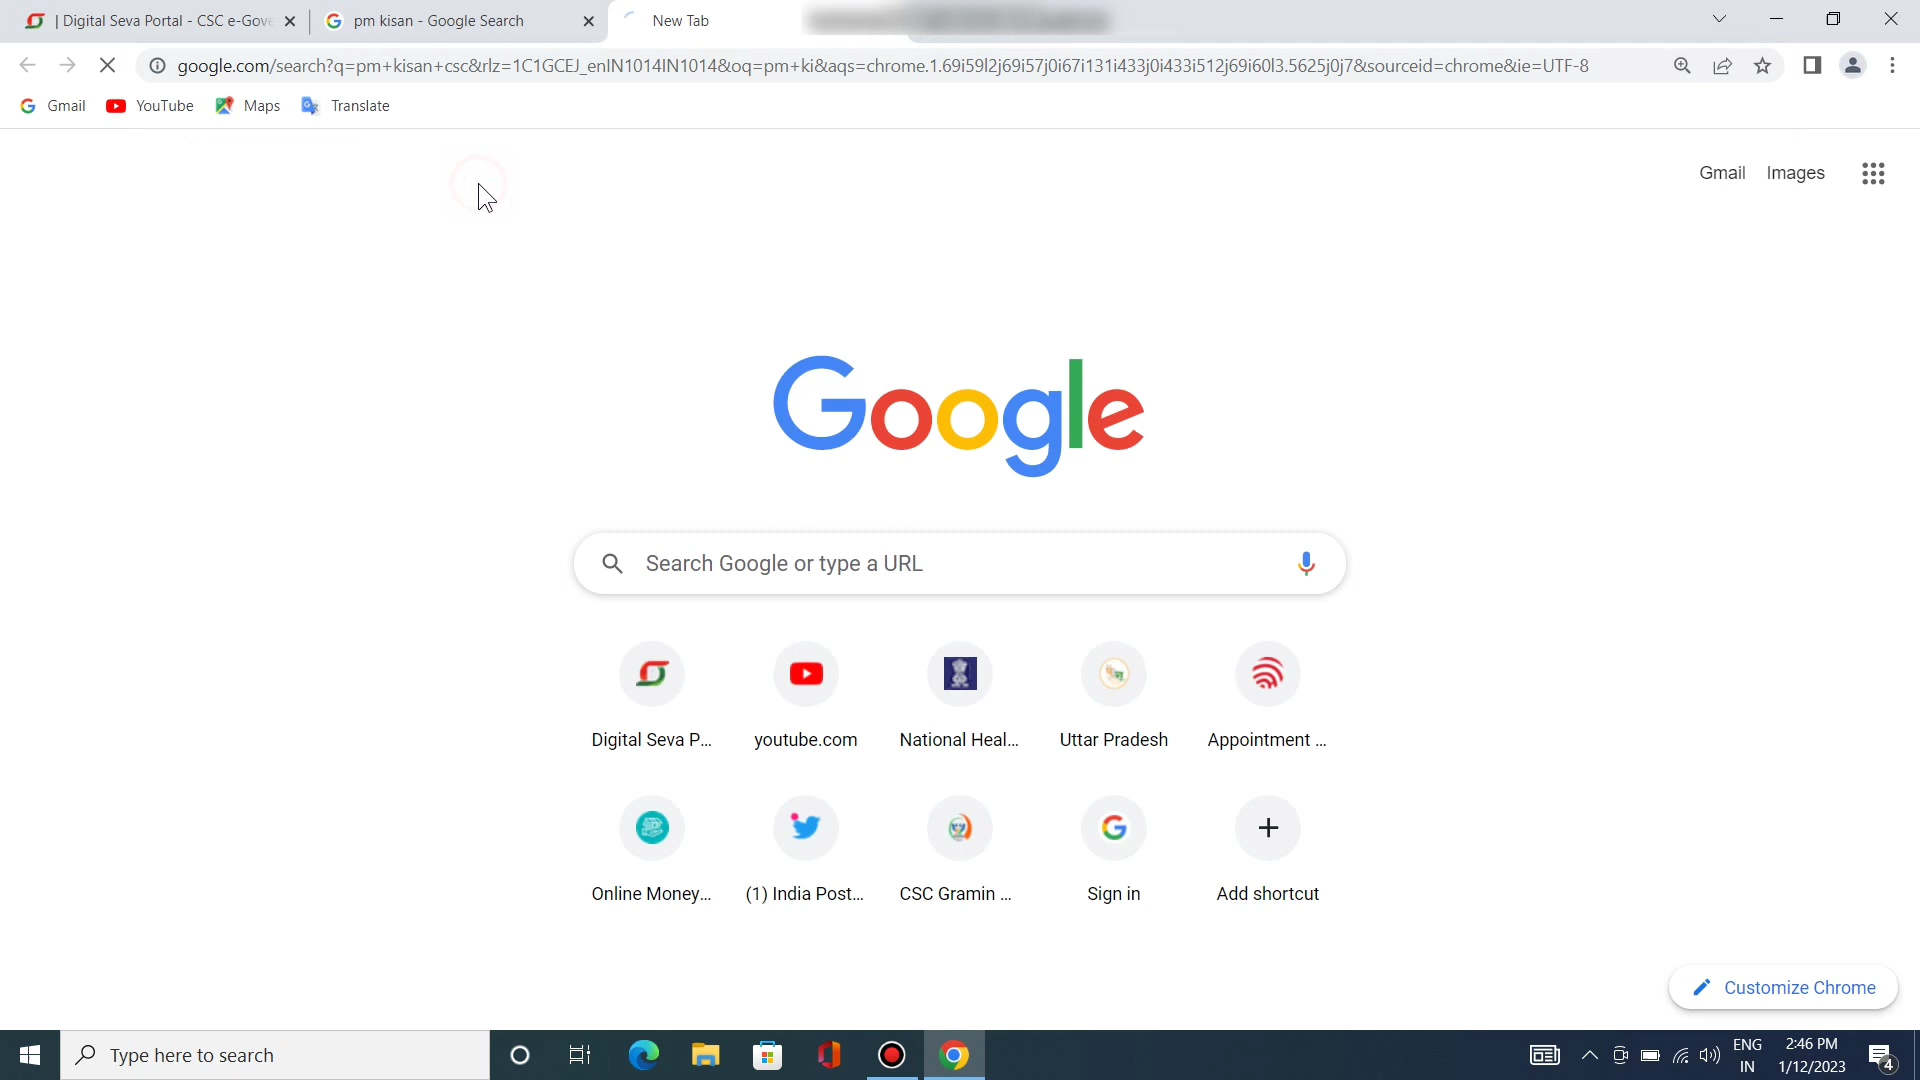 | Digital Seva Portal - CSC e-Gove
pm kisan - Google Search
New Tab
google.com/search?q=pm+kisan+csc&rlz=1C1GCEJ_enIN1014IN1014&oq=pm+ki&aqs=chrome.1.69i59l2j69i57j0i67i131i433j0i433i512j69i60l3.5625j0j7&sourceid=chrome&ie=UTF-8
Gmail YouTube Maps Translate
Gmail Images
Google
Search Google or type a URL
Digital Seva P... youtube.com National Heal... Uttar Pradesh Appointment ...
Online Money... (1) India Post... CSC Gramin ... Sign in Add shortcut
Customize Chrome
Type here to search
ENG
IN
2:46 PM
1/12/2023
4